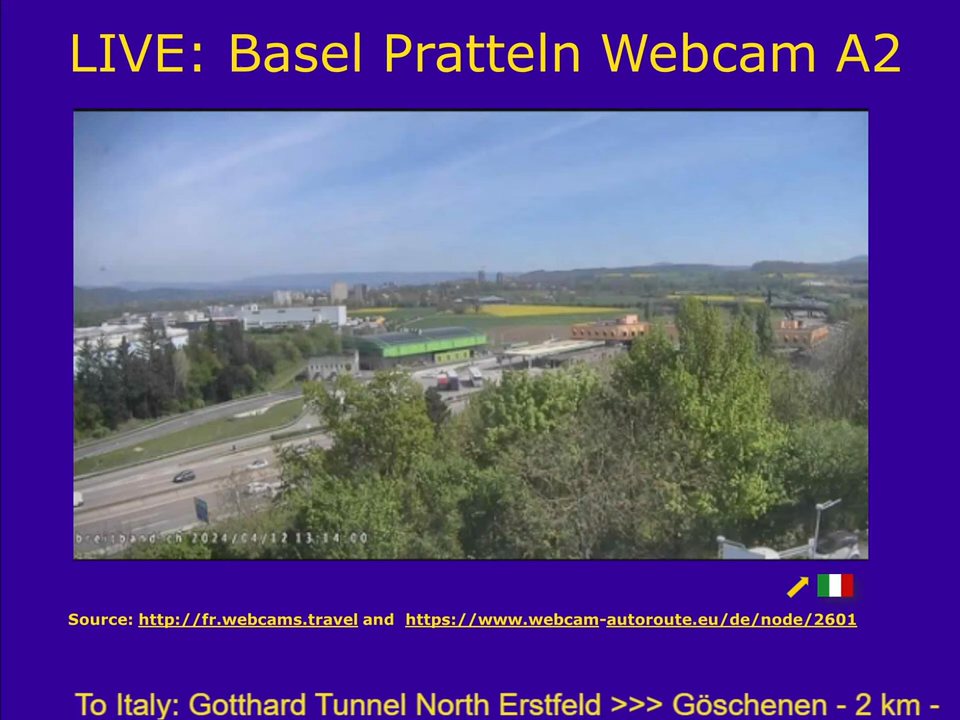 LIVE: Basel Pratteln Webcam A2
breitband.ch 2024/04/12 13:14:00
Source: http://fr.webcams.travel and https://www.webcam-autoroute.eu/de/node/2601
To Italy: Gotthard Tunnel North Erstfeld >>> Göschenen - 2 km -